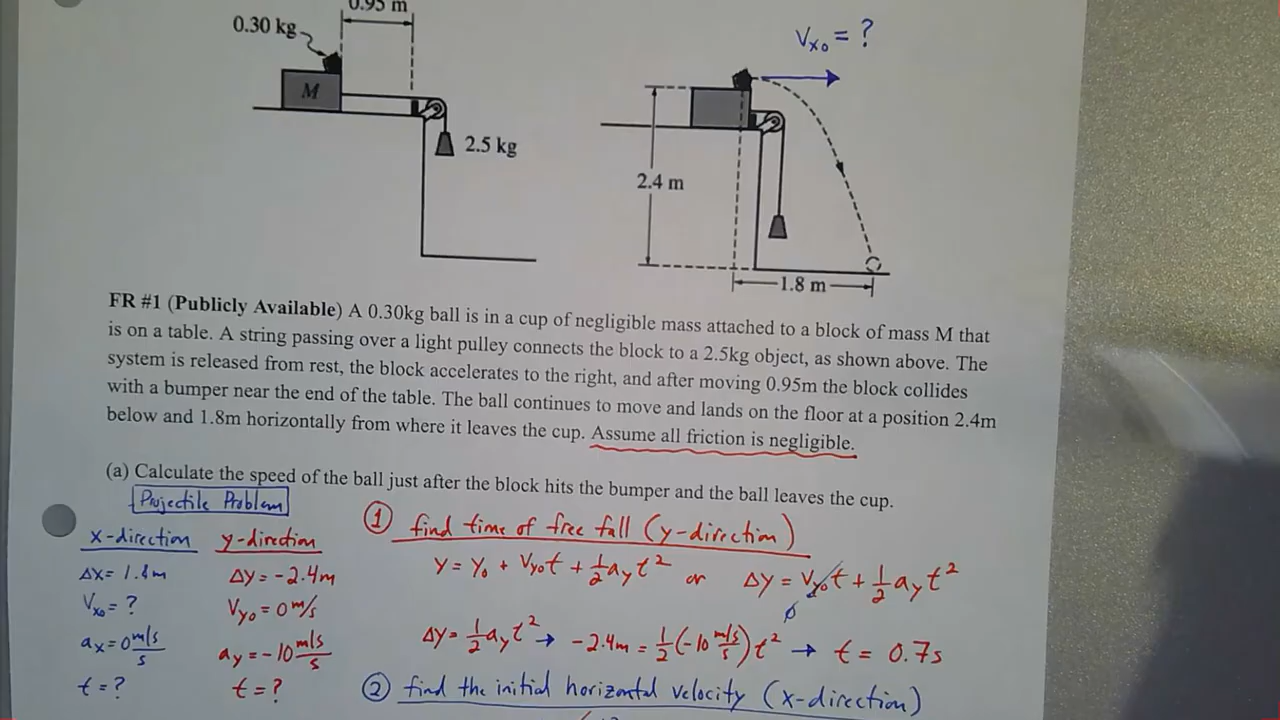 0.95 m
0.30 kg
M
2.5 kg
Vx₀ = ?
2.4 m
1.8 m
FR #1 (Publicly Available) A 0.30kg ball is in a cup of negligible mass attached to a block of mass M that
is on a table. A string passing over a light pulley connects the block to a 2.5kg object, as shown above. The
system is released from rest, the block accelerates to the right, and after moving 0.95m the block collides
with a bumper near the end of the table. The ball continues to move and lands on the floor at a position 2.4m
below and 1.8m horizontally from where it leaves the cup. Assume all friction is negligible.
(a) Calculate the speed of the ball just after the block hits the bumper and the ball leaves the cup.
Projectile Problem
x-direction
Δx = 1.8m
Vx₀ = ?
ax = 0 m/s/s
t = ?
y-direction
Δy = -2.4m
Vy₀ = 0 m/s
ay = -10 m/s/s
t = ?
① find time of free fall (y-direction)
y = y₀ + Vy₀t + ½ayt² or Δy = Vy₀t + ½ayt²
0
Δy = ½ayt² → -2.4m = ½(-10 m/s/s)t² → t = 0.7s
② find the initial horizontal velocity (x-direction)